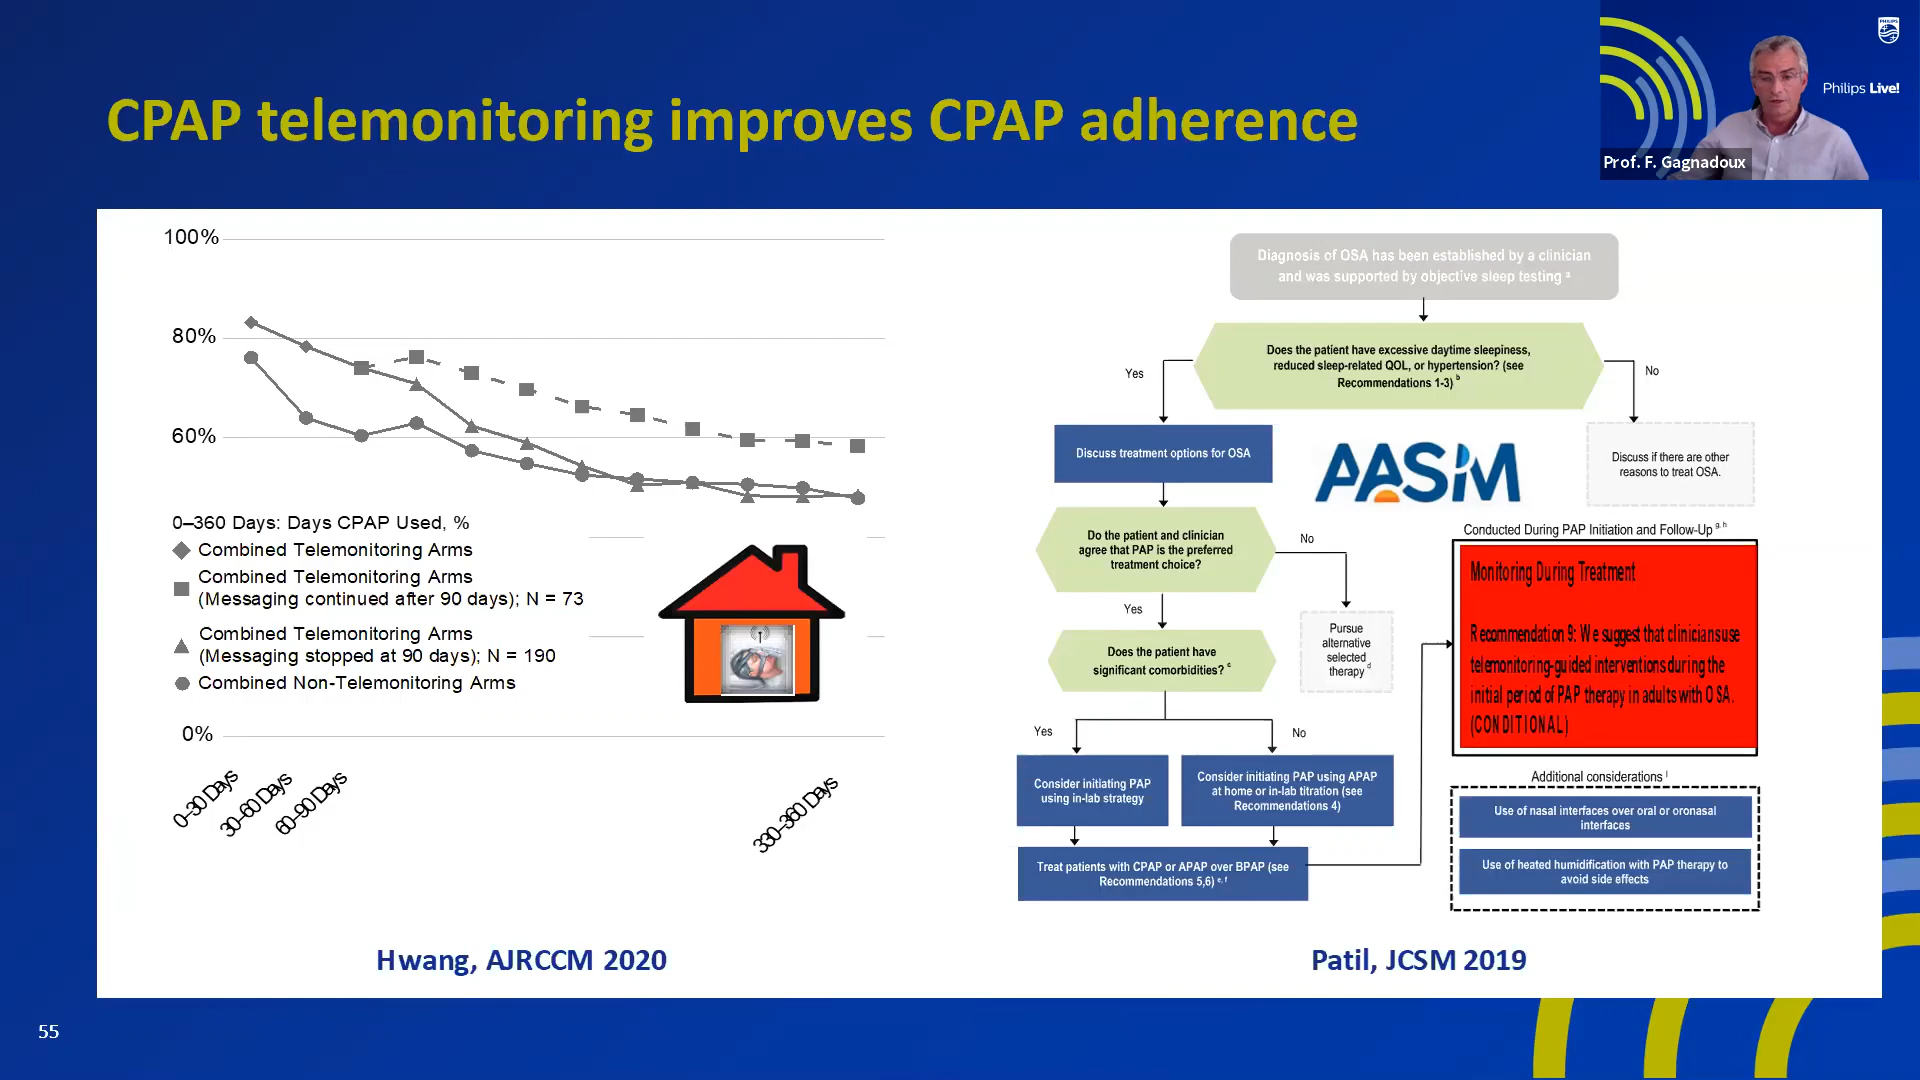 CPAP telemonitoring improves CPAP adherence
PHILIPS
Philips Live!
Prof. F. Gagnadoux
100%
80%
60%
0–360 Days: Days CPAP Used, %
Combined Telemonitoring Arms
Combined Telemonitoring Arms
(Messaging continued after 90 days); N = 73
Combined Telemonitoring Arms
(Messaging stopped at 90 days); N = 190
Combined Non-Telemonitoring Arms
0%
0–30 Days
30–60 Days
60–90 Days
330–360 Days
Hwang, AJRCCM 2020
Diagnosis of OSA has been established by a clinician
and was supported by objective sleep testing a
Does the patient have excessive daytime sleepiness,
reduced sleep-related QOL, or hypertension? (see
Recommendations 1-3) b
Yes
No
Discuss treatment options for OSA
AASM
Discuss if there are other
reasons to treat OSA.
Do the patient and clinician
agree that PAP is the preferred
treatment choice?
No
Yes
Pursue
alternative
selected
therapy d
Does the patient have
significant comorbidities? c
Yes
No
Consider initiating PAP
using in-lab strategy
Consider initiating PAP using APAP
at home or in-lab titration (see
Recommendations 4)
Treat patients with CPAP or APAP over BPAP (see
Recommendations 5,6) e, f
Conducted During PAP Initiation and Follow-Up g, h
Monitoring During Treatment
Recommendation 9: We suggest that clinicians use
telemonitoring-guided interventions during the
initial period of PAP therapy in adults with OSA.
(CONDITIONAL)
Additional considerations i
Use of nasal interfaces over oral or oronasal
interfaces
Use of heated humidification with PAP therapy to
avoid side effects
Patil, JCSM 2019
55